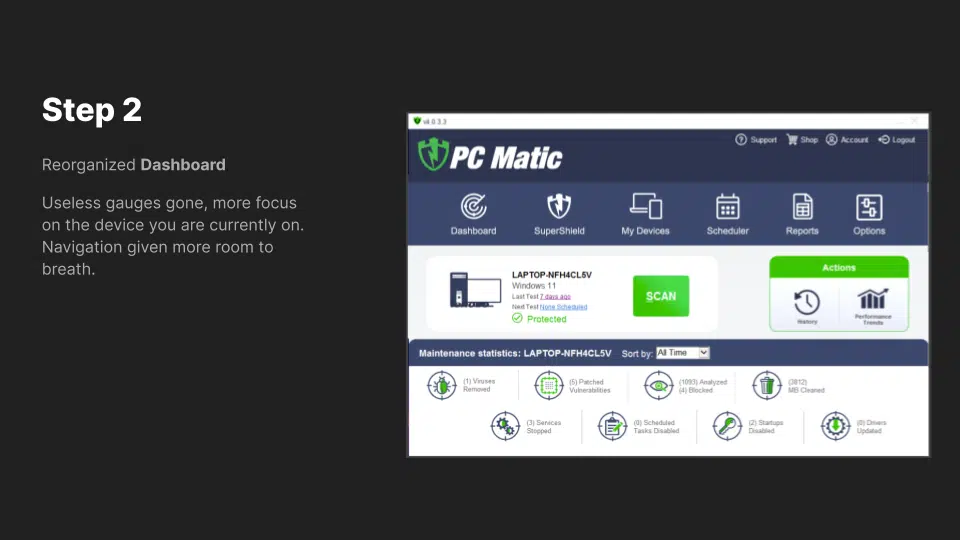 Step 2
Reorganized Dashboard
Useless gauges gone, more focus
on the device you are currently on.
Navigation given more room to
breath.
v4.0.3.3
Support Shop Account Logout
PC Matic
Dashboard SuperShield My Devices Scheduler Reports Options
LAPTOP-NFH4CL5V
Windows 11
Last Test 7 days ago
Next Test None Scheduled
Protected
SCAN
Actions
History
Performance
Trends
Maintenance statistics: LAPTOP-NFH4CL5V Sort by: All Time
(1) Viruses
Removed
(5) Patched
Vulnerabilities
(1093) Analyzed
(4) Blocked
(3812)
MB Cleaned
(3) Services
Stopped
(0) Scheduled
Tasks Disabled
(2) Startups
Disabled
(0) Drivers
Updated